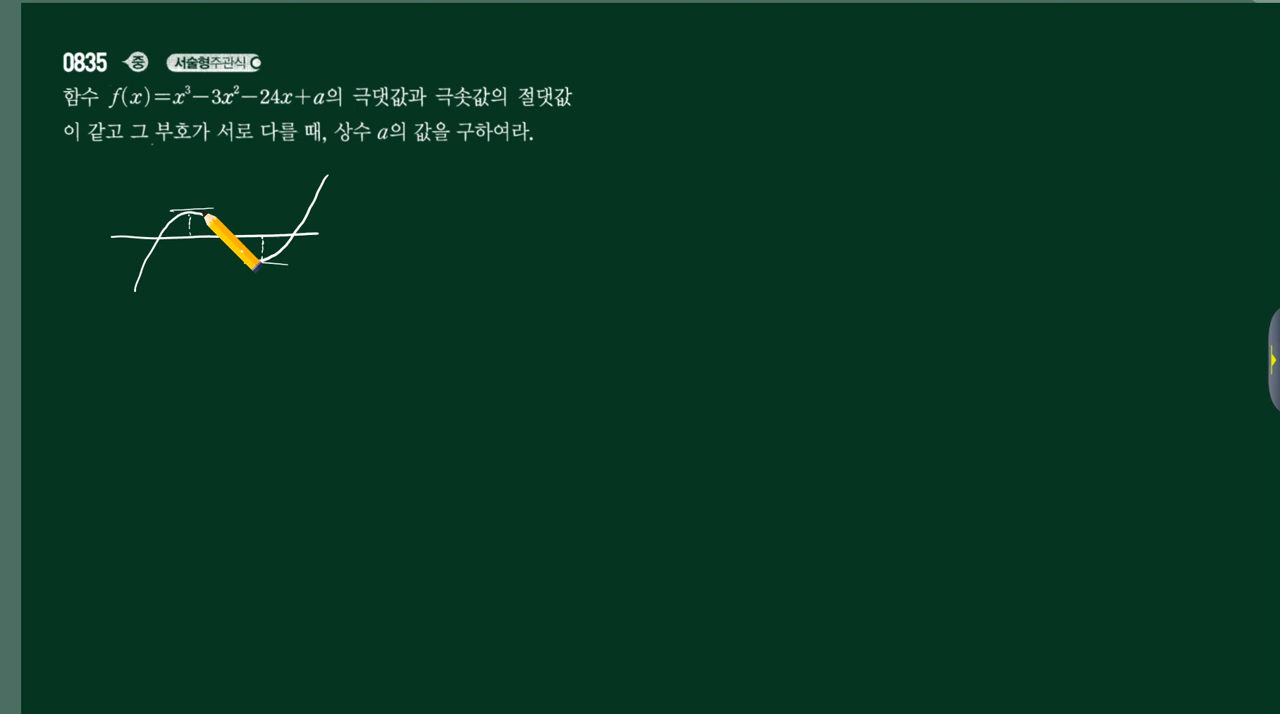 0835 중 서술형주관식
함수 f(x)=x³-3x²-24x+a의 극댓값과 극솟값의 절댓값
이 같고 그 부호가 서로 다를 때, 상수 a의 값을 구하여라.